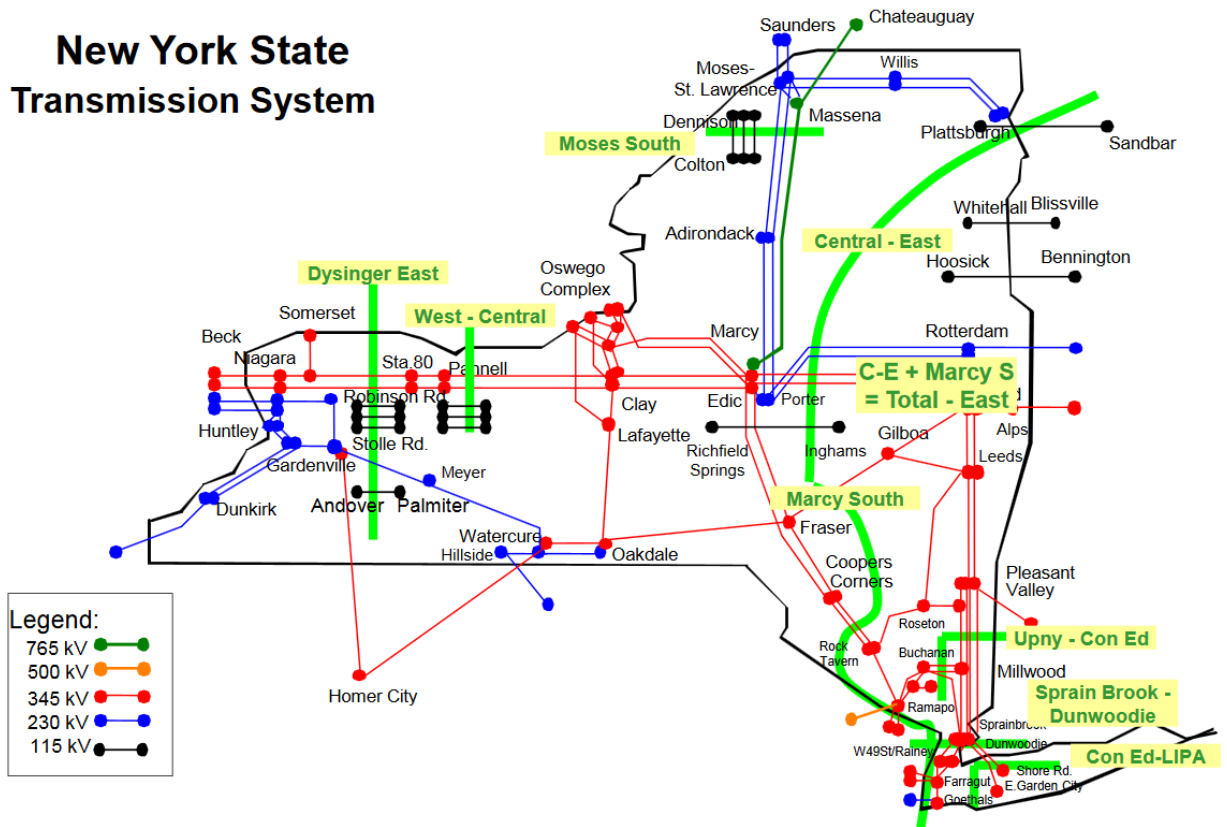 New York State
Transmission System
Saunders
Chateauguay
Moses-
St. Lawrence
Willis
Massena
Dennison
Moses South
Colton
Plattsburgh
Sandbar
Whitehall
Blissville
Adirondack
Central - East
Hoosick
Bennington
Oswego
Complex
Dysinger East
Somerset
West - Central
Beck
Niagara
Sta.80
Pannell
Marcy
Rotterdam
C-E + Marcy S
= Total - East
Robinson Rd.
Clay
Edic
Porter
Huntley
Stolle Rd.
Lafayette
Richfield
Springs
Inghams
Gilboa
Alps
Leeds
Gardenville
Meyer
Dunkirk
Andover
Palmiter
Marcy South
Fraser
Watercure
Hillside
Oakdale
Coopers
Corners
Pleasant
Valley
Legend:
765 kV
500 kV
345 kV
230 kV
115 kV
Roseton
Rock
Tavern
Buchanan
Upny - Con Ed
Millwood
Homer City
Ramapo
Sprain Brook -
Dunwoodie
Sprainbrook
Dunwoodie
W49St/Rainey
Con Ed-LIPA
Shore Rd.
Farragut
E.Garden City
Goethals